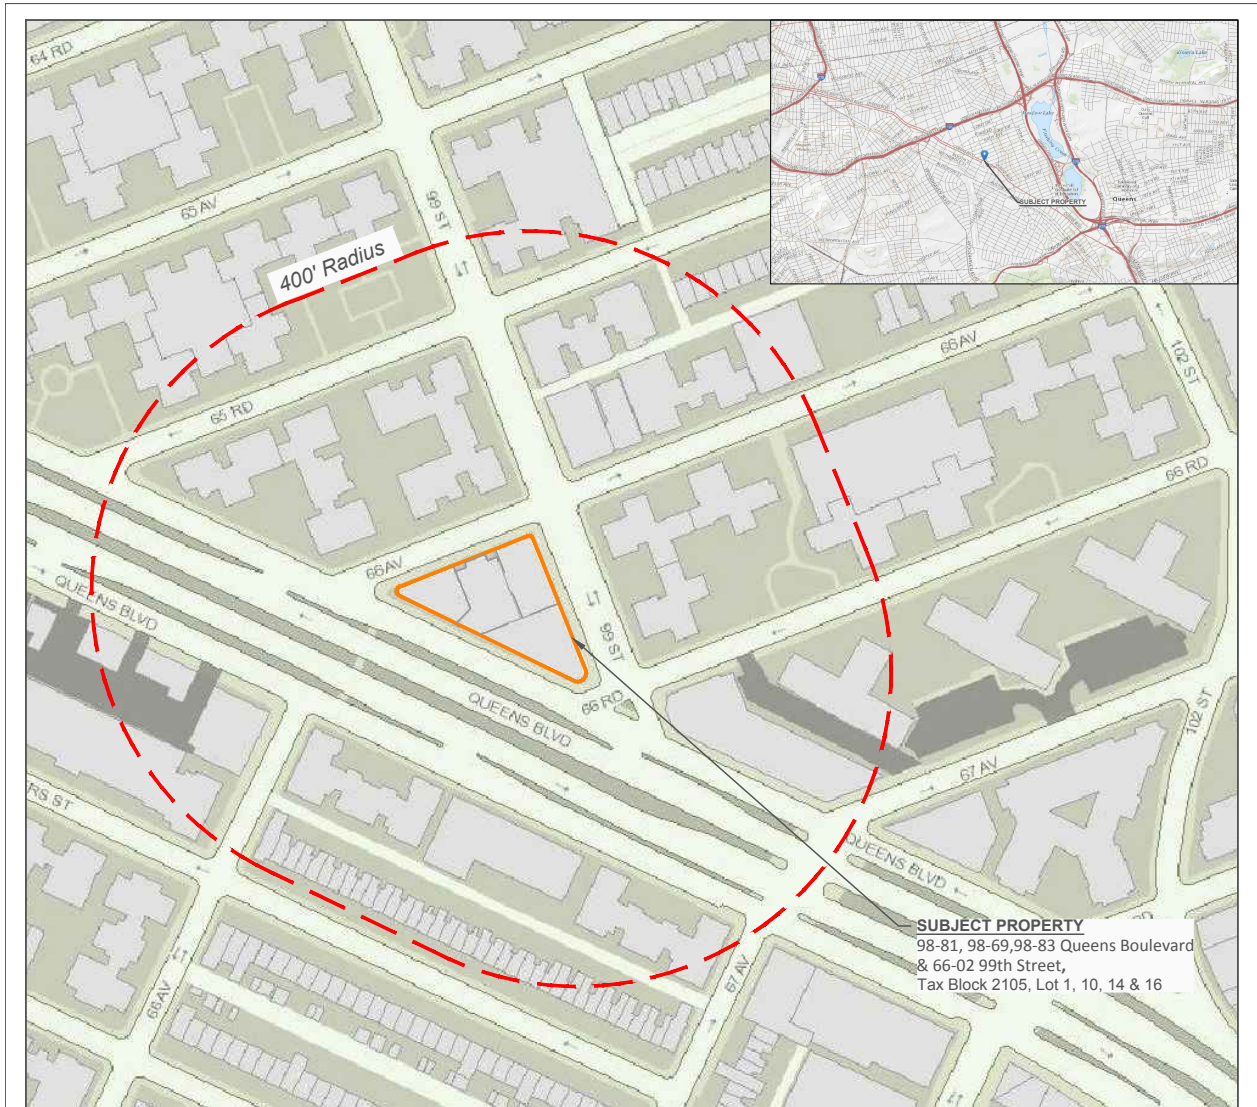 64 RD
65 AV
99 ST
400' Radius
SUBJECT PROPERTY
Queens
66 AV
102 ST
65 RD
66 RD
66 AV
QUEENS BLVD
99 ST
66 RD
QUEENS BLVD
102 ST
67 AV
RS ST
QUEENS BLVD
67 AV
66 AV
SUBJECT PROPERTY
98-81, 98-69,98-83 Queens Boulevard
& 66-02 99th Street,
Tax Block 2105, Lot 1, 10, 14 & 16